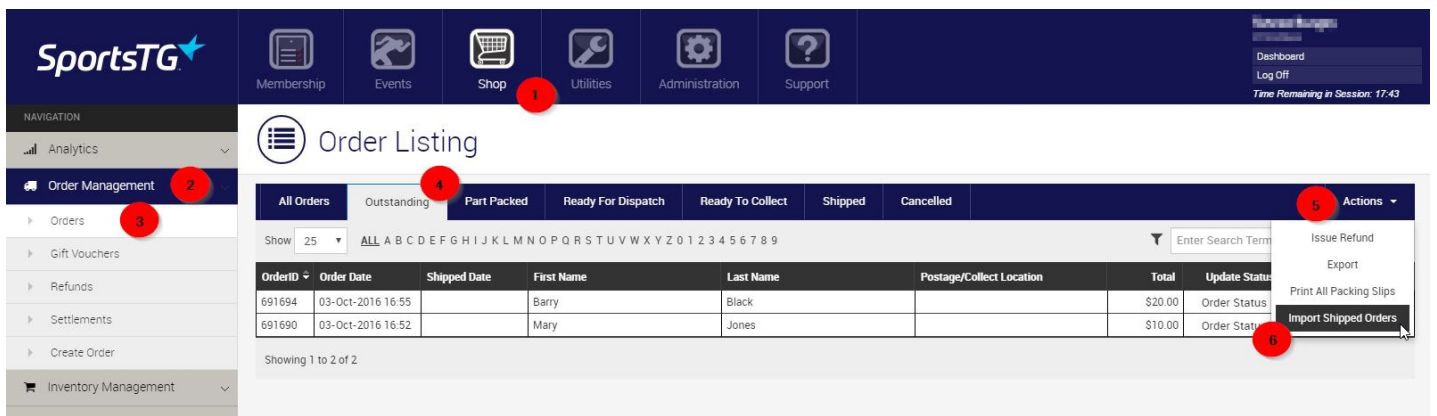 SportsTG
Membership Events Shop Utilities Administration Support
1
Dashboard
Log Off
Time Remaining in Session: 17:43
NAVIGATION
Analytics
Order Management 2
Orders 3
Gift Vouchers
Refunds
Settlements
Create Order
Inventory Management
Order Listing
4
All Orders Outstanding Part Packed Ready For Dispatch Ready To Collect Shipped Cancelled 5 Actions
Show 25 ALL A B C D E F G H I J K L M N O P Q R S T U V W X Y Z 0 1 2 3 4 5 6 7 8 9 Enter Search Term
Issue Refund
Export
Print All Packing Slips
Import Shipped Orders
6
OrderID Order Date Shipped Date First Name Last Name Postage/Collect Location Total Update Status
691694 03-Oct-2016 16:55 Barry Black $20.00 Order Status
691690 03-Oct-2016 16:52 Mary Jones $10.00 Order Statu
Showing 1 to 2 of 2